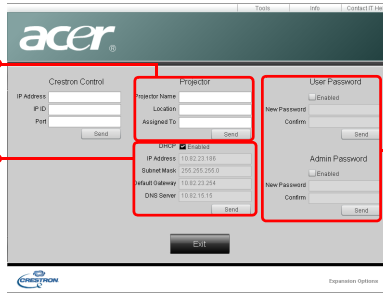 Tools Info Contact IT He
acer®
Crestron Control
IP Address
IP ID
Port
Send
Projector
Projector Name
Location
Assigned To
Send
DHCP Enabled
IP Address 10.82.23.166
Subnet Mask 255.255.255.0
Default Gateway 10.82.23.254
DNS Server 10.82.15.15
Send
User Password
Enabled
New Password
Confirm
Send
Admin Password
Enabled
New Password
Confirm
Send
Exit
CRESTRON
Expansion Options